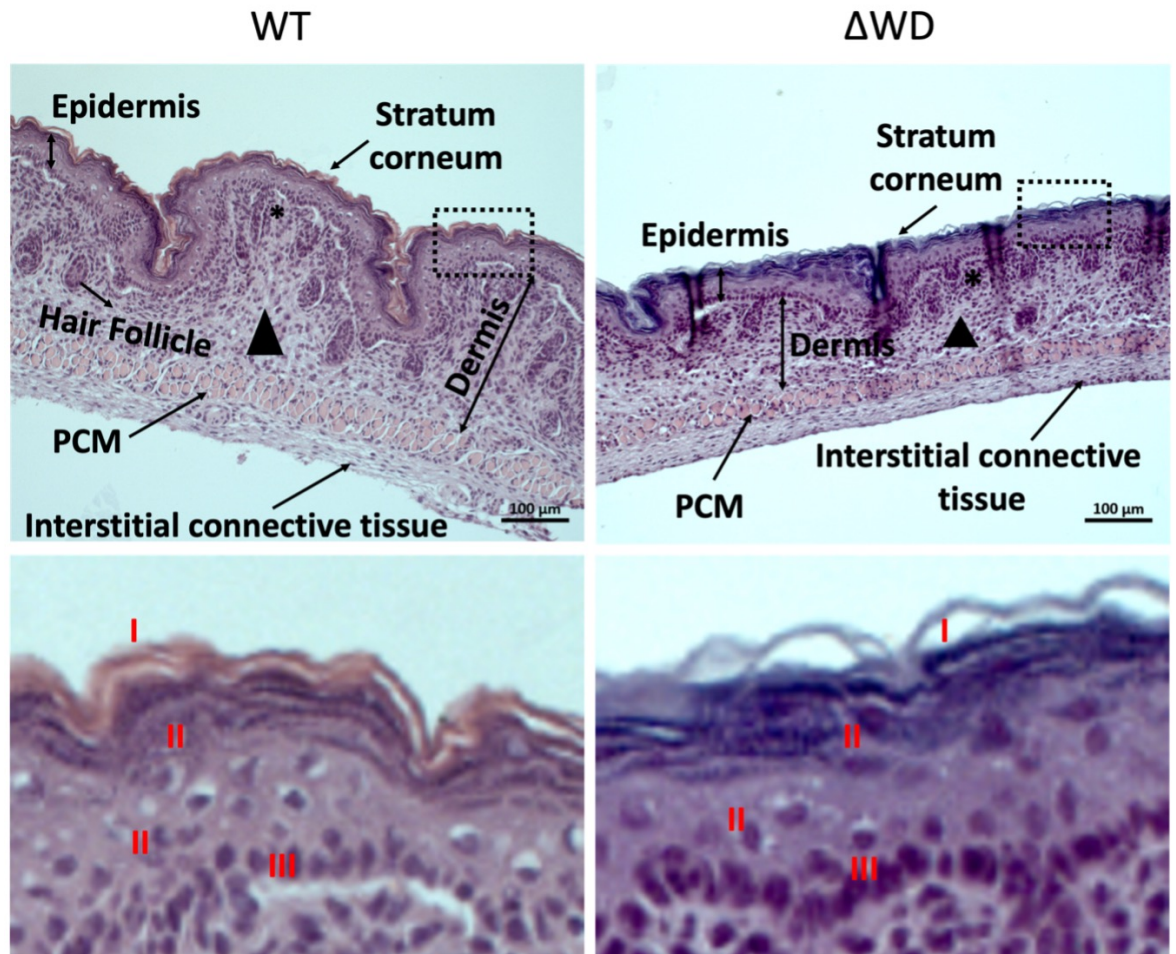 WT
ΔWD
Epidermis
Stratum
corneum
*
Hair Follicle
Dermis
PCM
Interstitial connective tissue
100 µm
Stratum
corneum
Epidermis
*
Dermis
PCM
Interstitial connective
tissue
100 µm
I
II
II
III
I
II
II
III